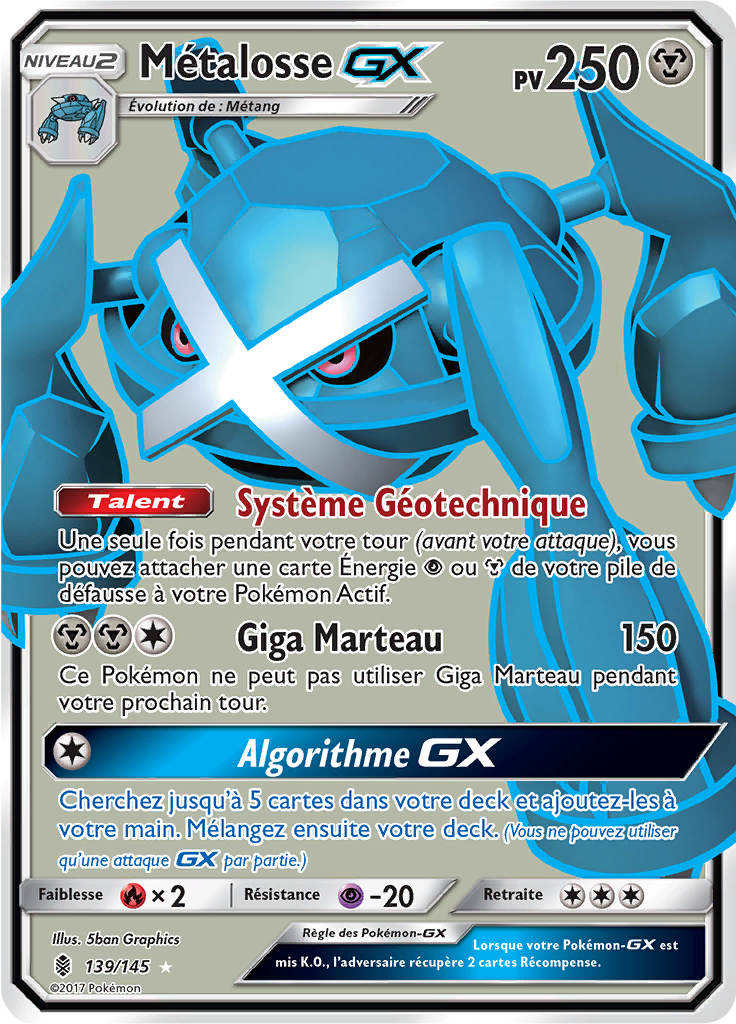 NIVEAU 2
Métalosse GX
PV 250
Évolution de : Métang
Talent Système Géotechnique
Une seule fois pendant votre tour (avant votre attaque), vous
pouvez attacher une carte Énergie ou de votre pile de
défausse à votre Pokémon Actif.
Giga Marteau 150
Ce Pokémon ne peut pas utiliser Giga Marteau pendant
votre prochain tour.
Algorithme GX
Cherchez jusqu'à 5 cartes dans votre deck et ajoutez-les à
votre main. Mélangez ensuite votre deck. (Vous ne pouvez utiliser
qu'une attaque GX par partie.)
Faiblesse × 2 Résistance -20 Retraite
Illus. 5ban Graphics
139/145
©2017 Pokémon
Règle des Pokémon-GX
Lorsque votre Pokémon-GX est
mis K.O., l'adversaire récupère 2 cartes Récompense.